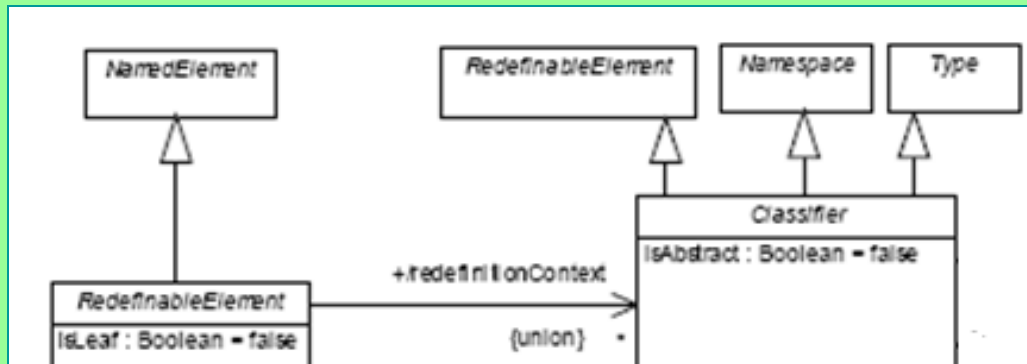 NamedElement
RedefinableElement
Namespace
Type
Classifier
isAbstract : Boolean = false
+/redefinitionContext
RedefinableElement
isLeaf : Boolean = false
{union} *